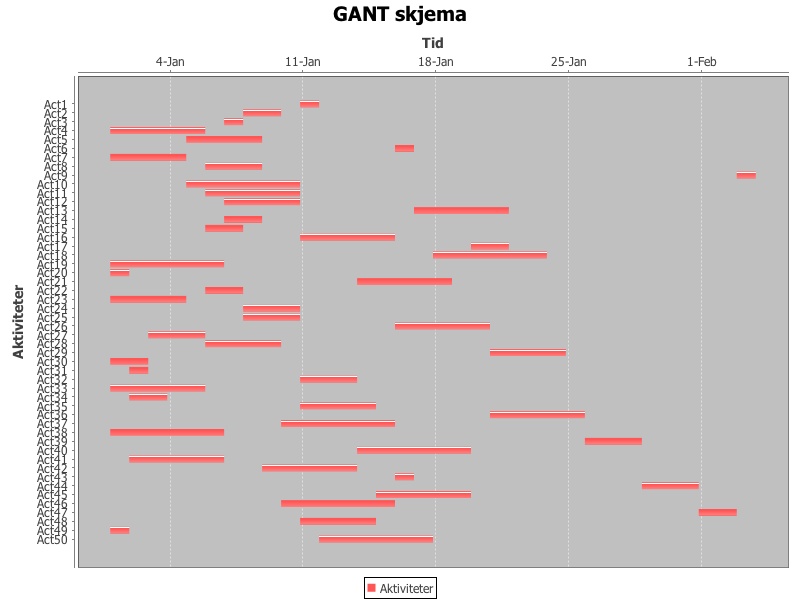 GANT skjema
Tid
4-Jan 11-Jan 18-Jan 25-Jan 1-Feb
Aktiviteter
Act1
Act2
Act3
Act4
Act5
Act6
Act7
Act8
Act9
Act10
Act11
Act12
Act13
Act14
Act15
Act16
Act17
Act18
Act19
Act20
Act21
Act22
Act23
Act24
Act25
Act26
Act27
Act28
Act29
Act30
Act31
Act32
Act33
Act34
Act35
Act36
Act37
Act38
Act39
Act40
Act41
Act42
Act43
Act44
Act45
Act46
Act47
Act48
Act49
Act50
Aktiviteter